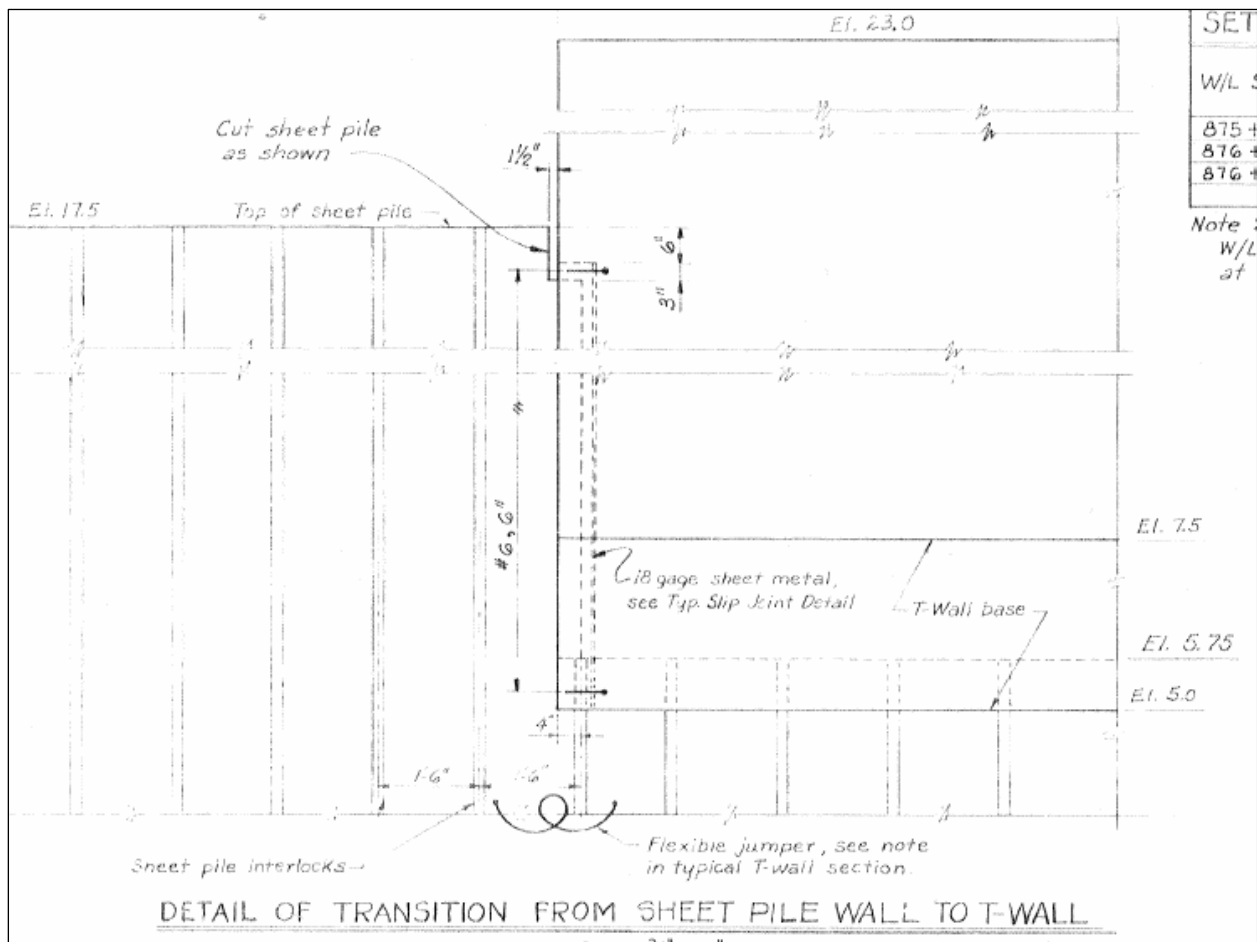 El. 23.0
SET
W/L S
875+
876+
876+
Note
W/L
at
Cut sheet pile
as shown
1½"
El. 17.5
Top of sheet pile
6"
3"
#6, 6"
El. 7.5
18 gage sheet metal,
see Typ. Slip Joint Detail
T-Wall base
El. 5.75
El. 5.0
4"
1'-6"
1'-6"
Sheet pile interlocks
Flexible jumper, see note
in typical T-wall section.
DETAIL OF TRANSITION FROM SHEET PILE WALL TO T-WALL